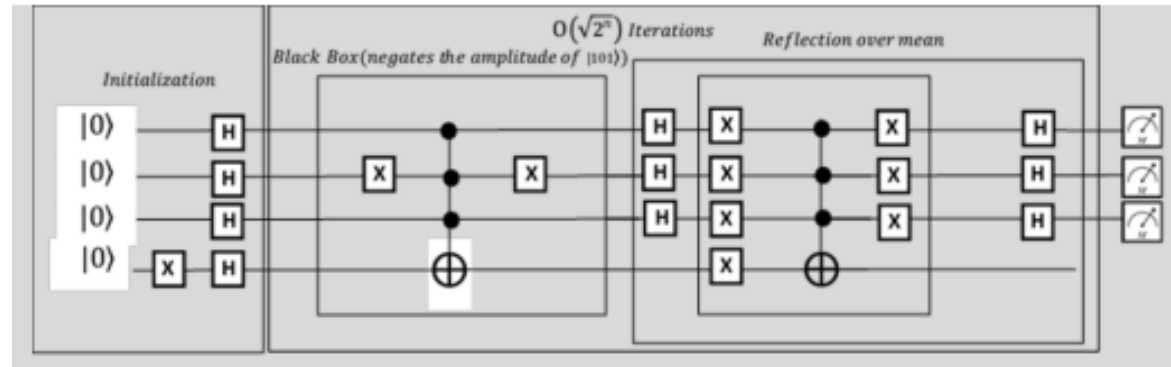 O(√2ⁿ) Iterations
Reflection over mean
Black Box(negates the amplitude of |101⟩)
Initialization
|0⟩ H H X X H
|0⟩ H X X H X X H
|0⟩ H H X X H
|0⟩ X H X